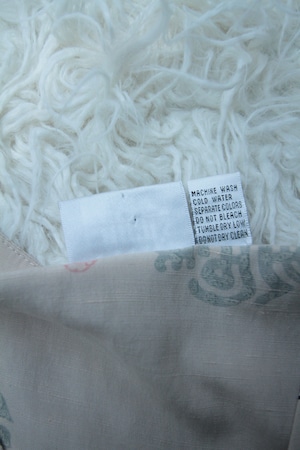 MACHINE WASH
COLD WATER
SEPARATE COLORS
DO NOT BLEACH
TUMBLE DRY LOW
DO NOT DRY CLEAN